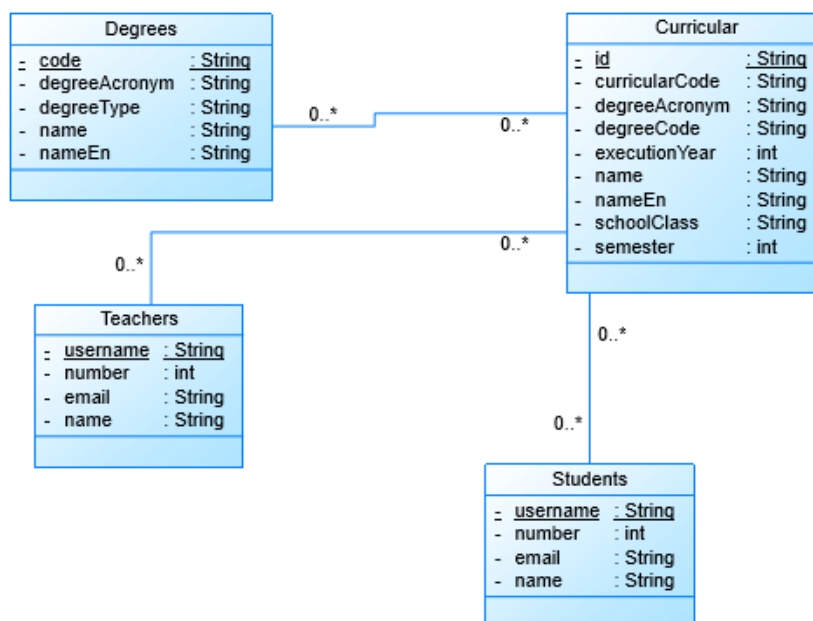 Degrees
- code : String
- degreeAcronym : String
- degreeType : String
- name : String
- nameEn : String
Curricular
- id : String
- curricularCode : String
- degreeAcronym : String
- degreeCode : String
- executionYear : int
- name : String
- nameEn : String
- schoolClass : String
- semester : int
0..*
0..*
0..*
0..*
Teachers
- username : String
- number : int
- email : String
- name : String
0..*
0..*
Students
- username : String
- number : int
- email : String
- name : String